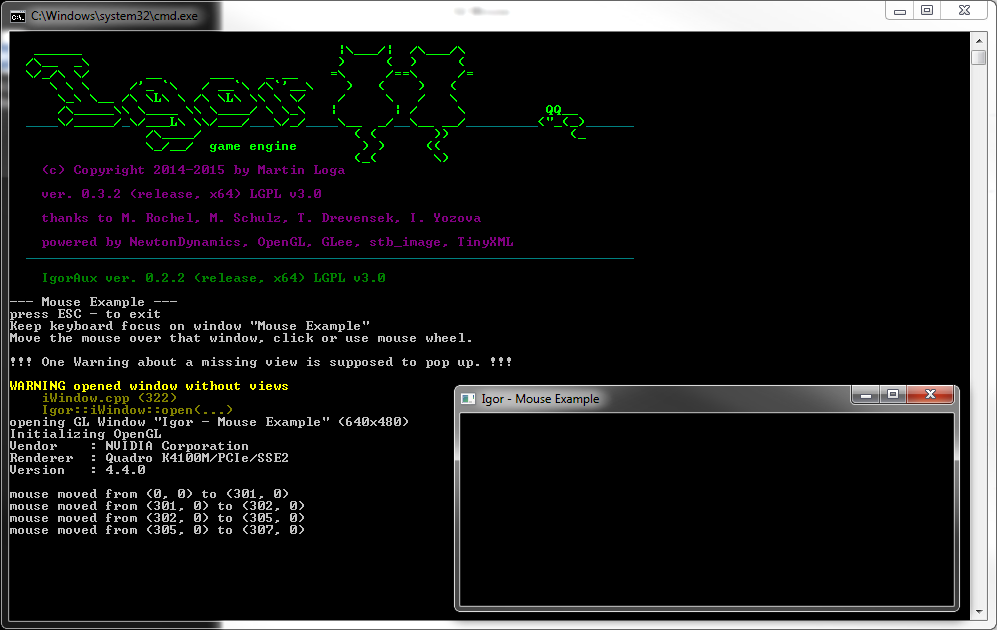 C:\Windows\system32\cmd.exe
Igor
game engine
(c) Copyright 2014-2015 by Martin Loga
ver. 0.3.2 (release, x64) LGPL v3.0
thanks to M. Rochel, M. Schulz, T. Drevensek, I. Yozova
powered by NewtonDynamics, OpenGL, GLee, stb_image, TinyXML
IgorAux ver. 0.2.2 (release, x64) LGPL v3.0
--- Mouse Example ---
press ESC - to exit
Keep keyboard focus on window "Mouse Example"
Move the mouse over that window, click or use mouse wheel.
!!! One Warning about a missing view is supposed to pop up. !!!
WARNING opened window without views
iWindow.cpp (322)
Igor::iWindow::open(...)
opening GL Window "Igor - Mouse Example" (640x480)
Initializing OpenGL
Vendor : NVIDIA Corporation
Renderer : Quadro K4100M/PCIe/SSE2
Version : 4.4.0
mouse moved from (0, 0) to (301, 0)
mouse moved from (301, 0) to (302, 0)
mouse moved from (302, 0) to (305, 0)
mouse moved from (305, 0) to (307, 0)
Igor - Mouse Example